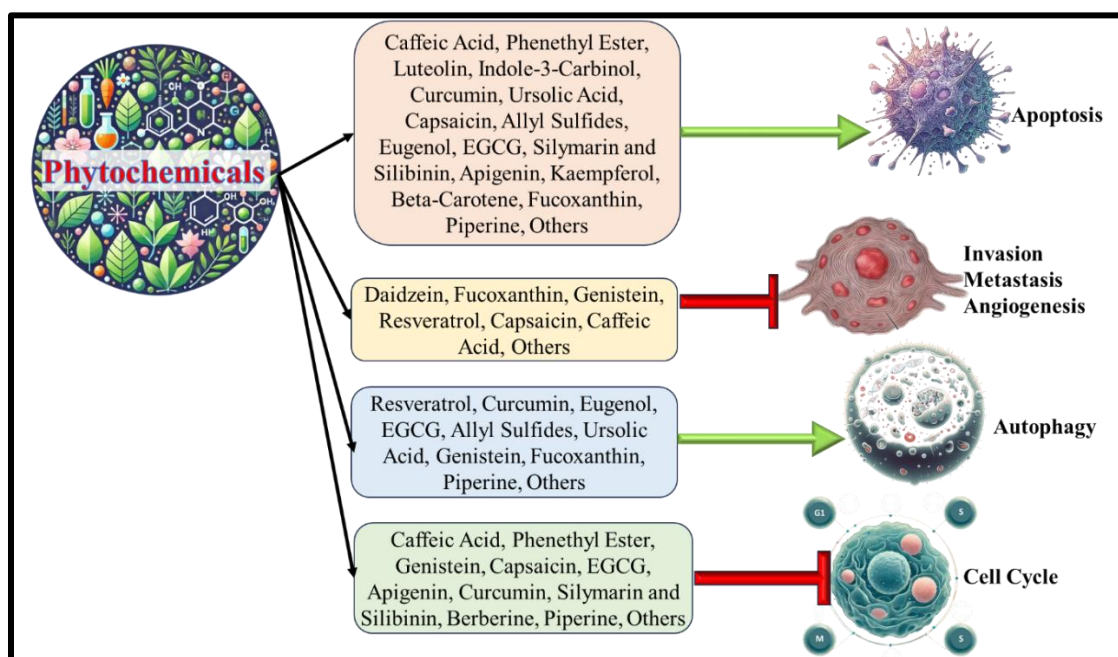 Phytochemicals
Caffeic Acid, Phenethyl Ester,
Luteolin, Indole-3-Carbinol,
Curcumin, Ursolic Acid,
Capsaicin, Allyl Sulfides,
Eugenol, EGCG, Silymarin and
Silibinin, Apigenin, Kaempferol,
Beta-Carotene, Fucoxanthin,
Piperine, Others
Apoptosis
Daidzein, Fucoxanthin, Genistein,
Resveratrol, Capsaicin, Caffeic
Acid, Others
Invasion
Metastasis
Angiogenesis
Resveratrol, Curcumin, Eugenol,
EGCG, Allyl Sulfides, Ursolic
Acid, Genistein, Fucoxanthin,
Piperine, Others
Autophagy
Caffeic Acid, Phenethyl Ester,
Genistein, Capsaicin, EGCG,
Apigenin, Curcumin, Silymarin and
Silibinin, Berberine, Piperine, Others
G1
S
Cell Cycle
M
S